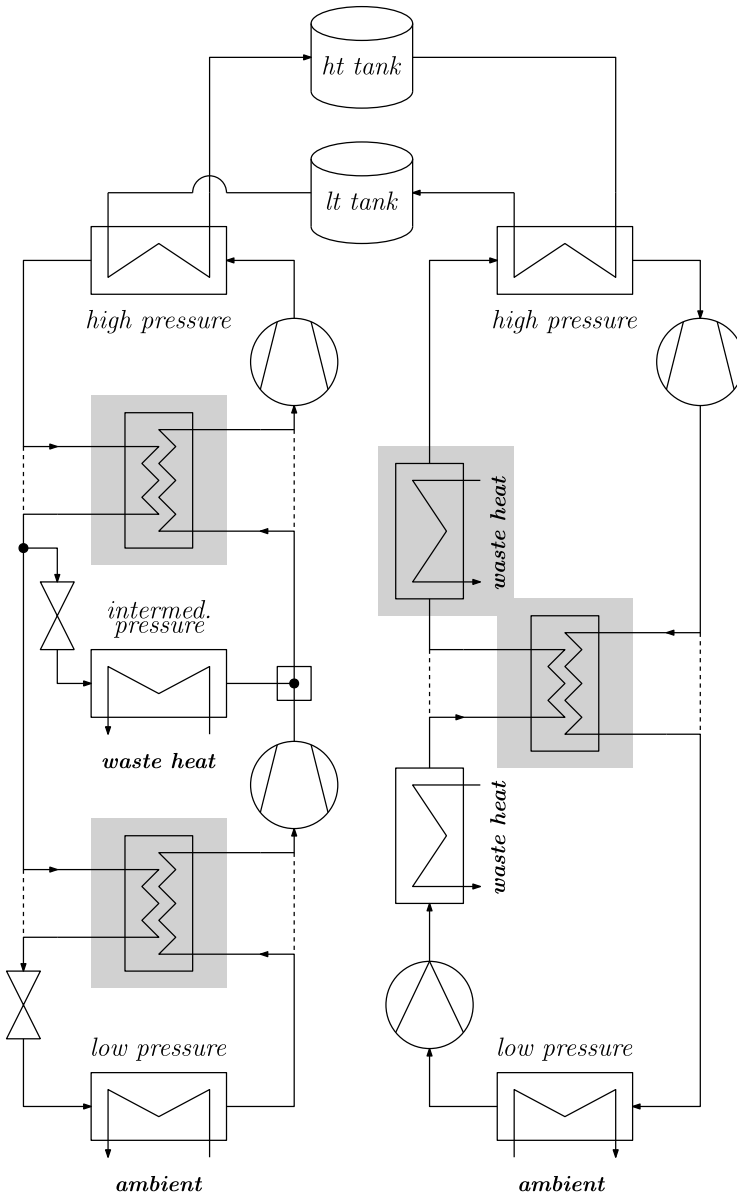 ht tank
lt tank
high pressure
high pressure
waste heat
intermed.
pressure
waste heat
waste heat
low pressure
low pressure
ambient
ambient